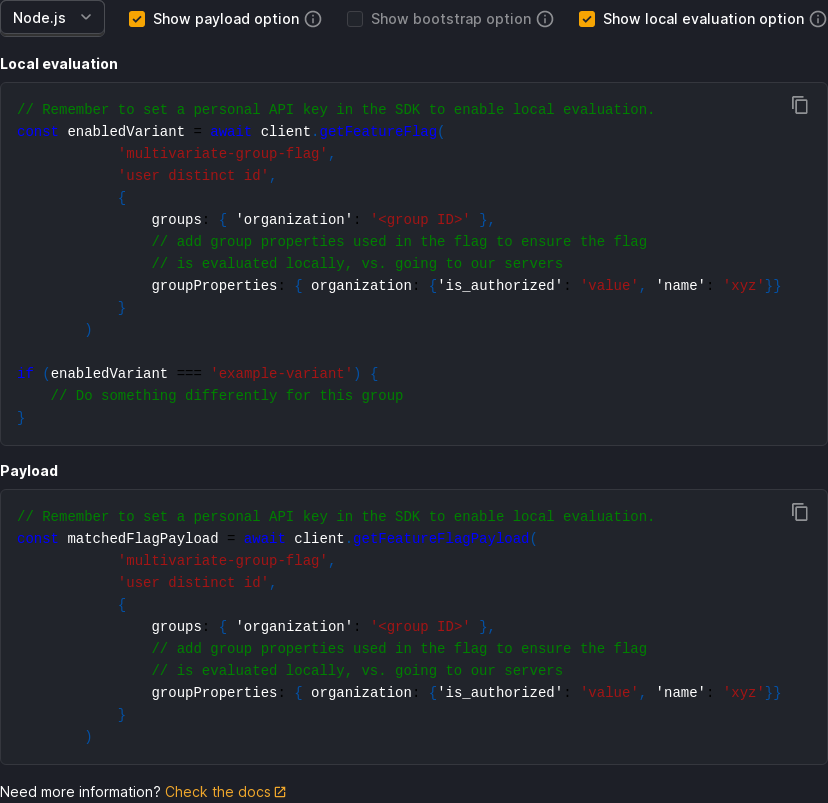 Node.js Show payload option Show bootstrap option Show local evaluation option
Local evaluation
// Remember to set a personal API key in the SDK to enable local evaluation.
const enabledVariant = await client.getFeatureFlag(
'multivariate-group-flag',
'user distinct id',
{
groups: { 'organization': '<group ID>' },
// add group properties used in the flag to ensure the flag
// is evaluated locally, vs. going to our servers
groupProperties: { organization: {'is_authorized': 'value', 'name': 'xyz'}}
}
)
if (enabledVariant === 'example-variant') {
// Do something differently for this group
}
Payload
// Remember to set a personal API key in the SDK to enable local evaluation.
const matchedFlagPayload = await client.getFeatureFlagPayload(
'multivariate-group-flag',
'user distinct id',
{
groups: { 'organization': '<group ID>' },
// add group properties used in the flag to ensure the flag
// is evaluated locally, vs. going to our servers
groupProperties: { organization: {'is_authorized': 'value', 'name': 'xyz'}}
}
)
Need more information? Check the docs